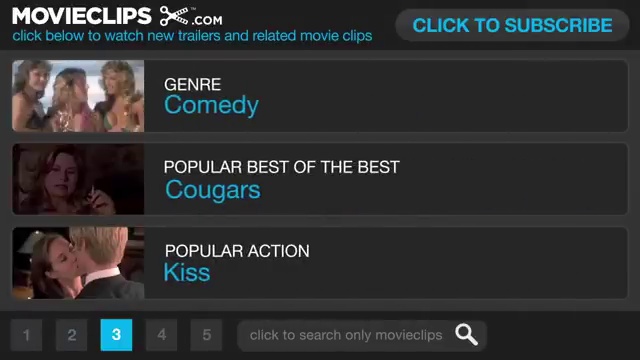 MOVIECLIPS .COM
click below to watch new trailers and related movie clips
CLICK TO SUBSCRIBE
GENRE
Comedy
POPULAR BEST OF THE BEST
Cougars
POPULAR ACTION
Kiss
1 2 3 4 5 click to search only movieclips